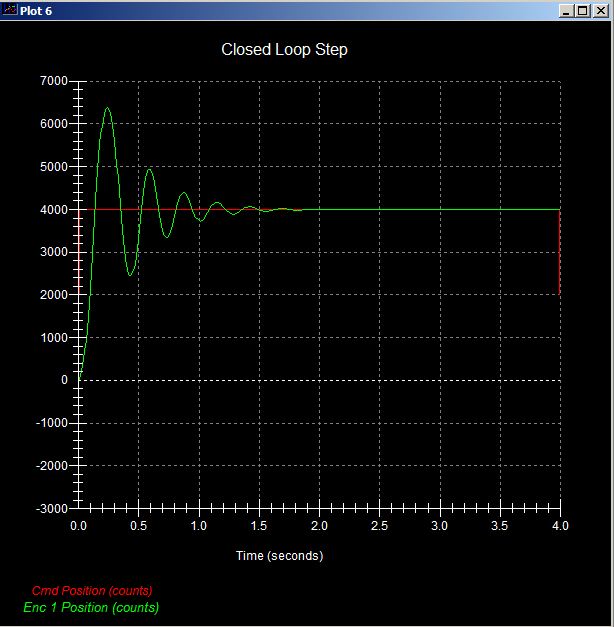 Plot 6
Closed Loop Step
7000
6000
5000
4000
3000
2000
1000
0
-1000
-2000
-3000
0.0 0.5 1.0 1.5 2.0 2.5 3.0 3.5 4.0
Time (seconds)
Cmd Position (counts)
Enc 1 Position (counts)